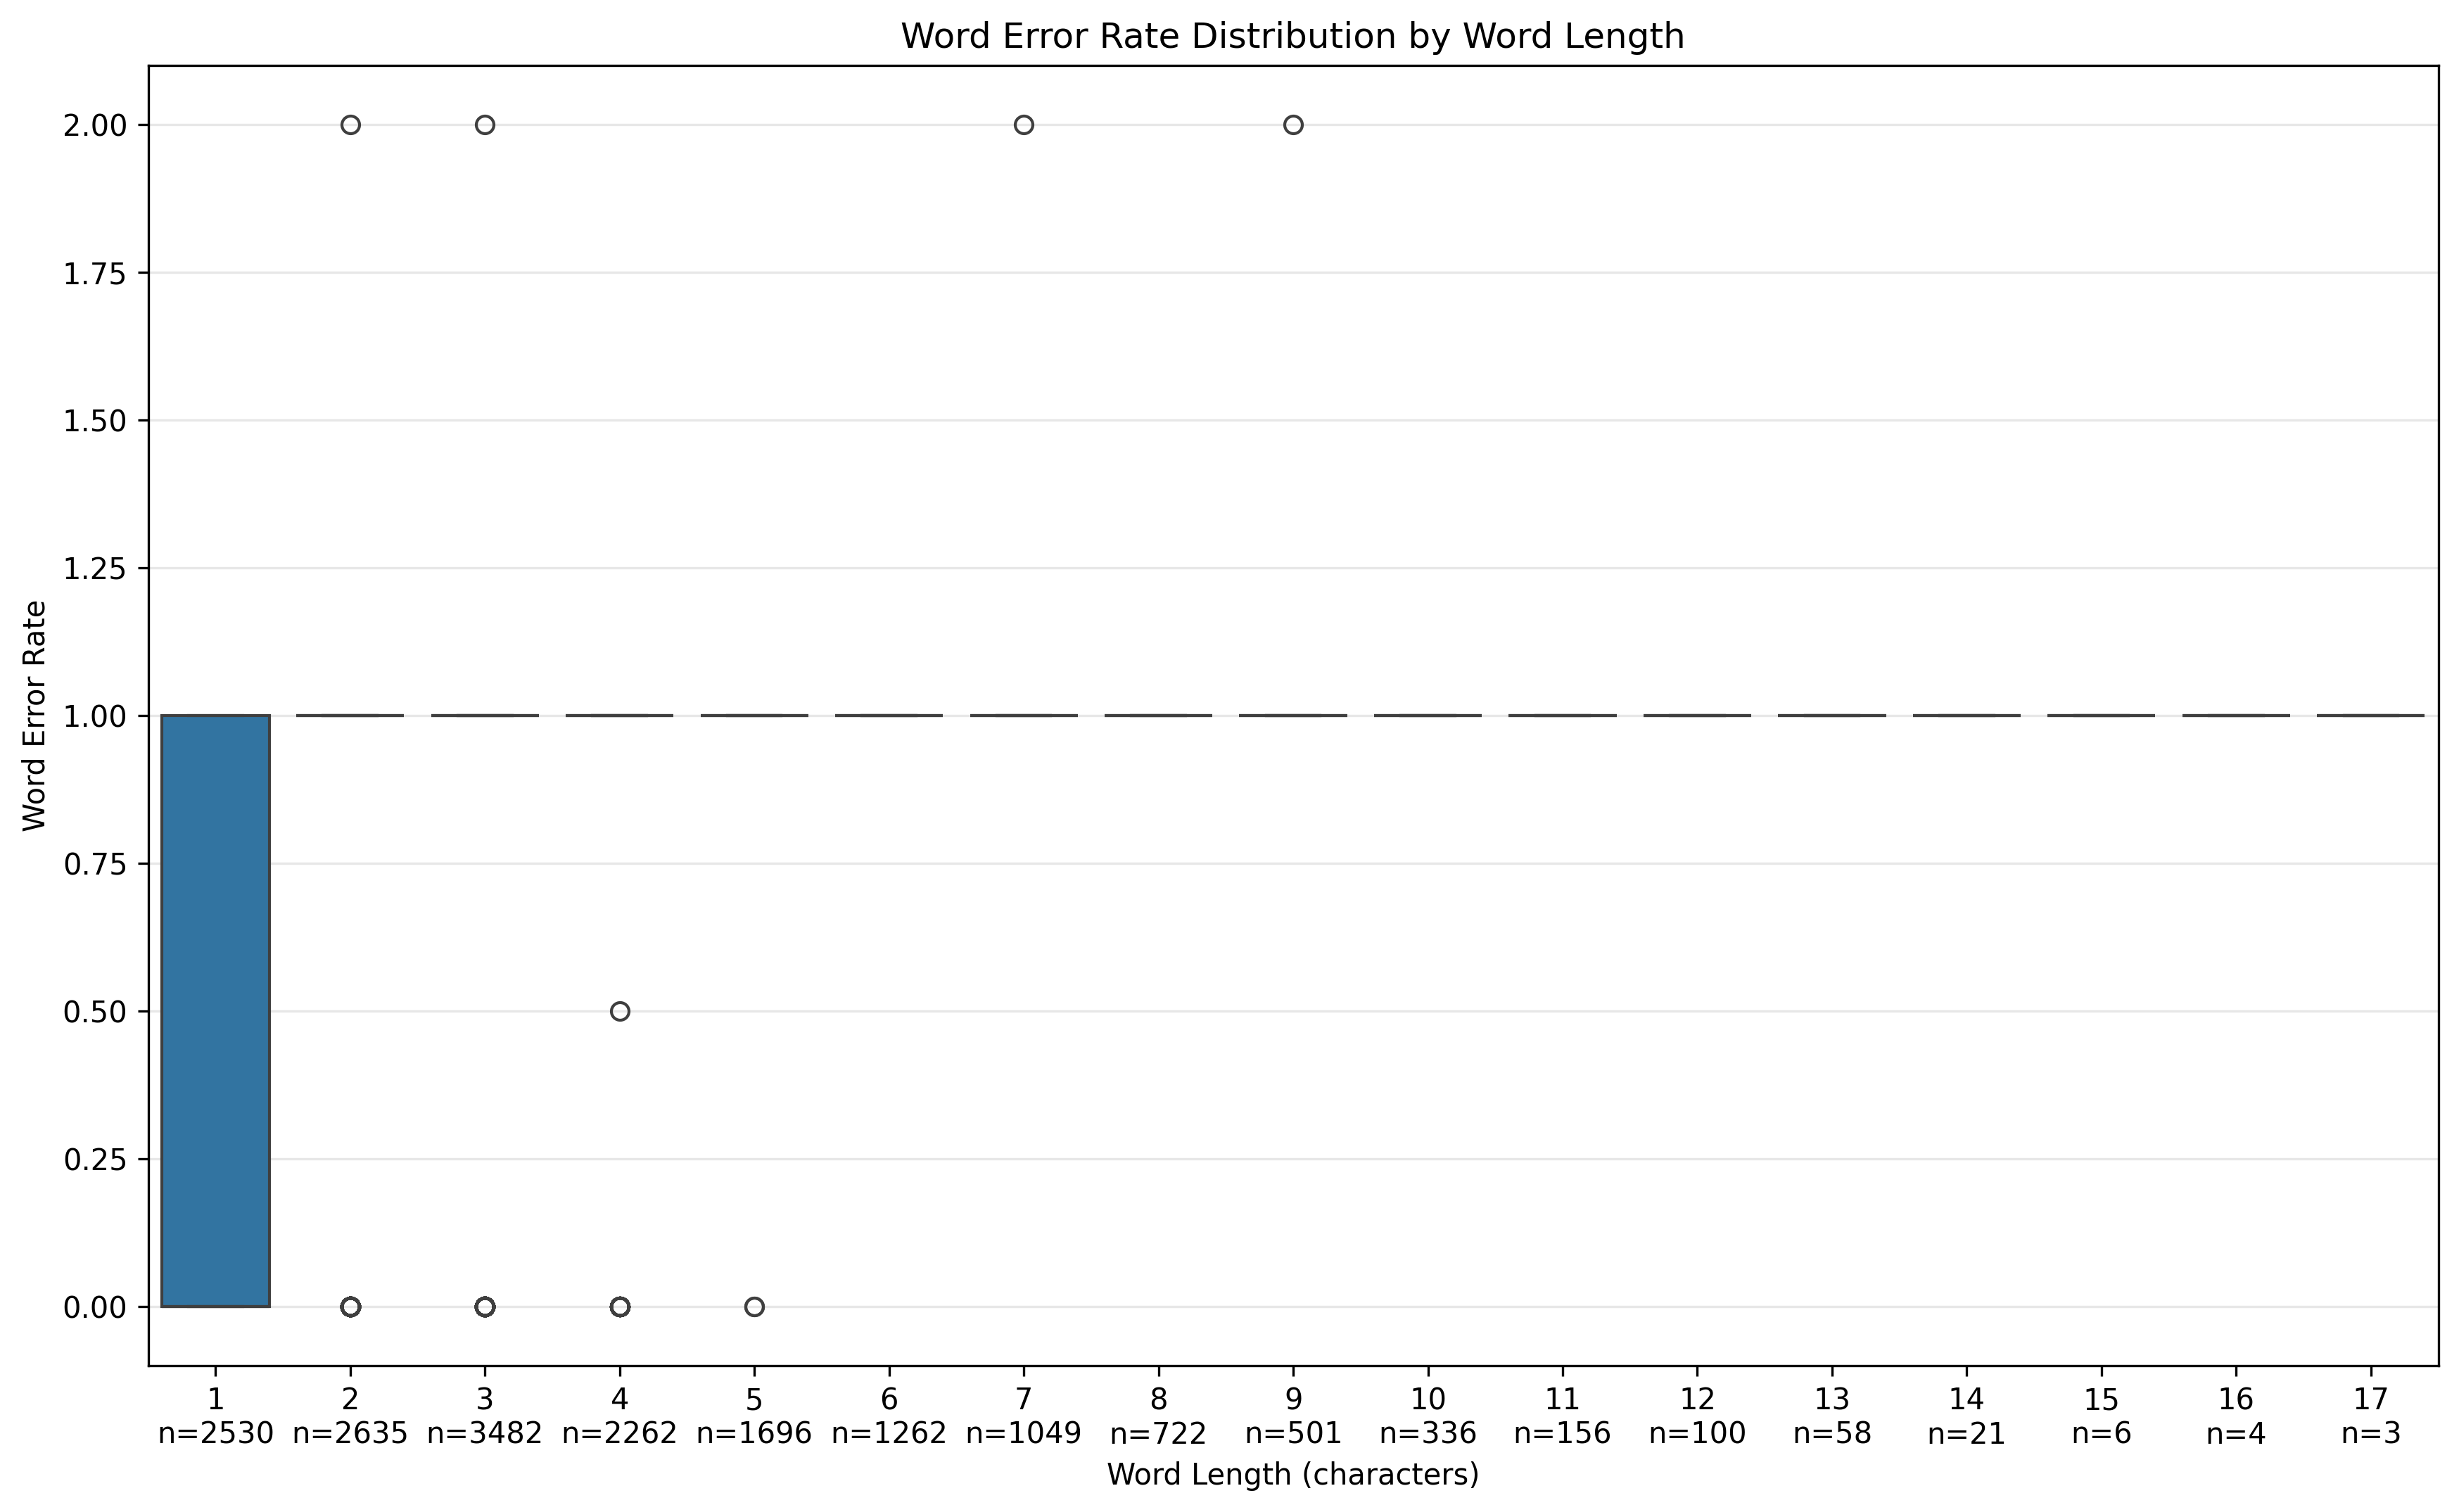 Word Error Rate Distribution by Word Length
Word Error Rate
2.00
1.75
1.50
1.25
1.00
0.75
0.50
0.25
0.00
1 2 3 4 5 6 7 8 9 10 11 12 13 14 15 16 17
n=2530 n=2635 n=3482 n=2262 n=1696 n=1262 n=1049 n=722 n=501 n=336 n=156 n=100 n=58 n=21 n=6 n=4 n=3
Word Length (characters)